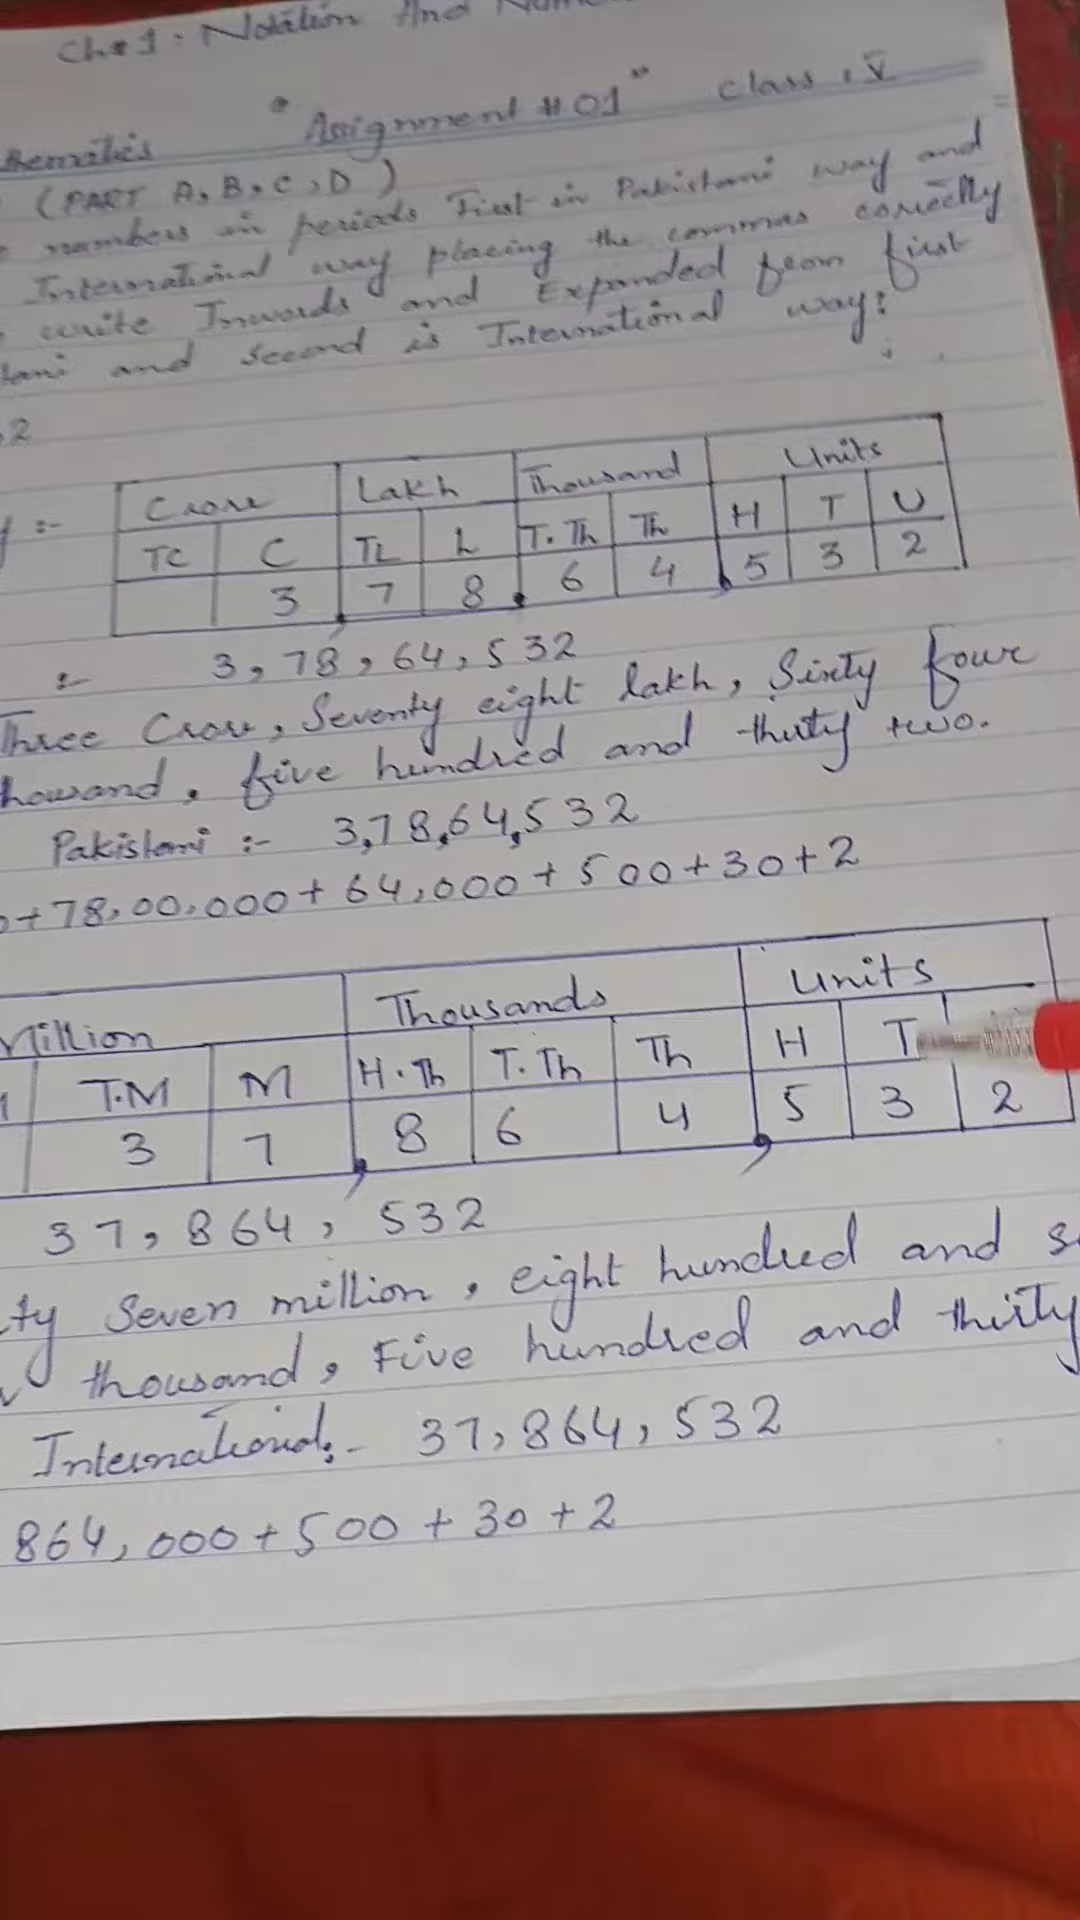 Ch#1: Notation And
"Assignment #01" Class: V
(PART A, B, C, D)
numbers in periods First in Pakistani way and
International way placing the commas correctly
write Inwards and Expanded from first
and second is International way:
2
Crore Lakh Thousand Units
TC C TL L T.Th Th H T U
3 7 8 6 4 5 3 2
:- 3,78,64,532
Three Crore, Seventy eight lakh, Sixty four
five hundred and thirty two.
Pakistani :- 3,78,64,532
+78,00,000+64,000+500+30+2
Million Thousands Units
T.M M H.Th T.Th Th H T
3 7 , 8 6 4 , 5 3 2
37,864,532
ty Seven million, eight hundred and s
thousand, Five hundred and thirty
International:- 37,864,532
864,000+500+30+2